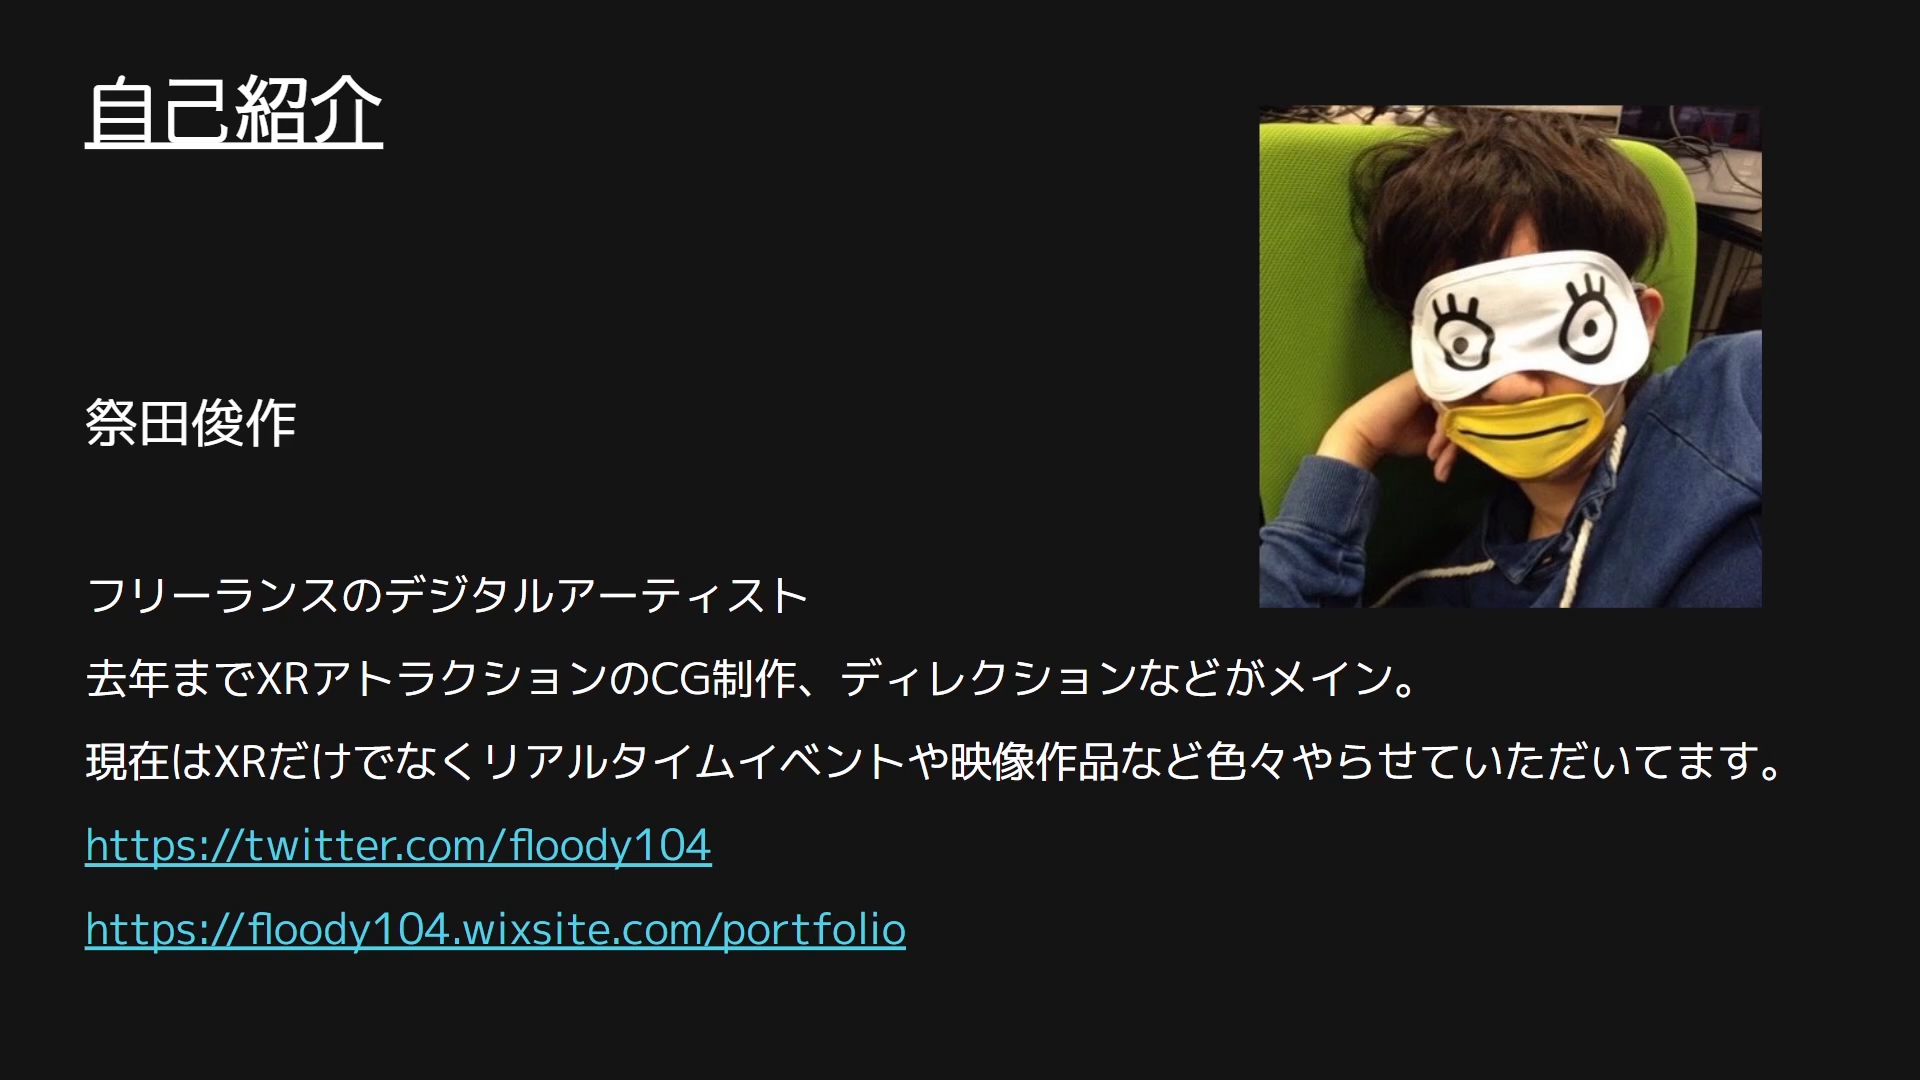 自己紹介
祭田俊作
フリーランスのデジタルアーティスト
去年までXRアトラクションのCG制作、ディレクションなどがメイン。
現在はXRだけでなくリアルタイムイベントや映像作品など色々やらせていただいてます。
https://twitter.com/floody104
https://floody104.wixsite.com/portfolio